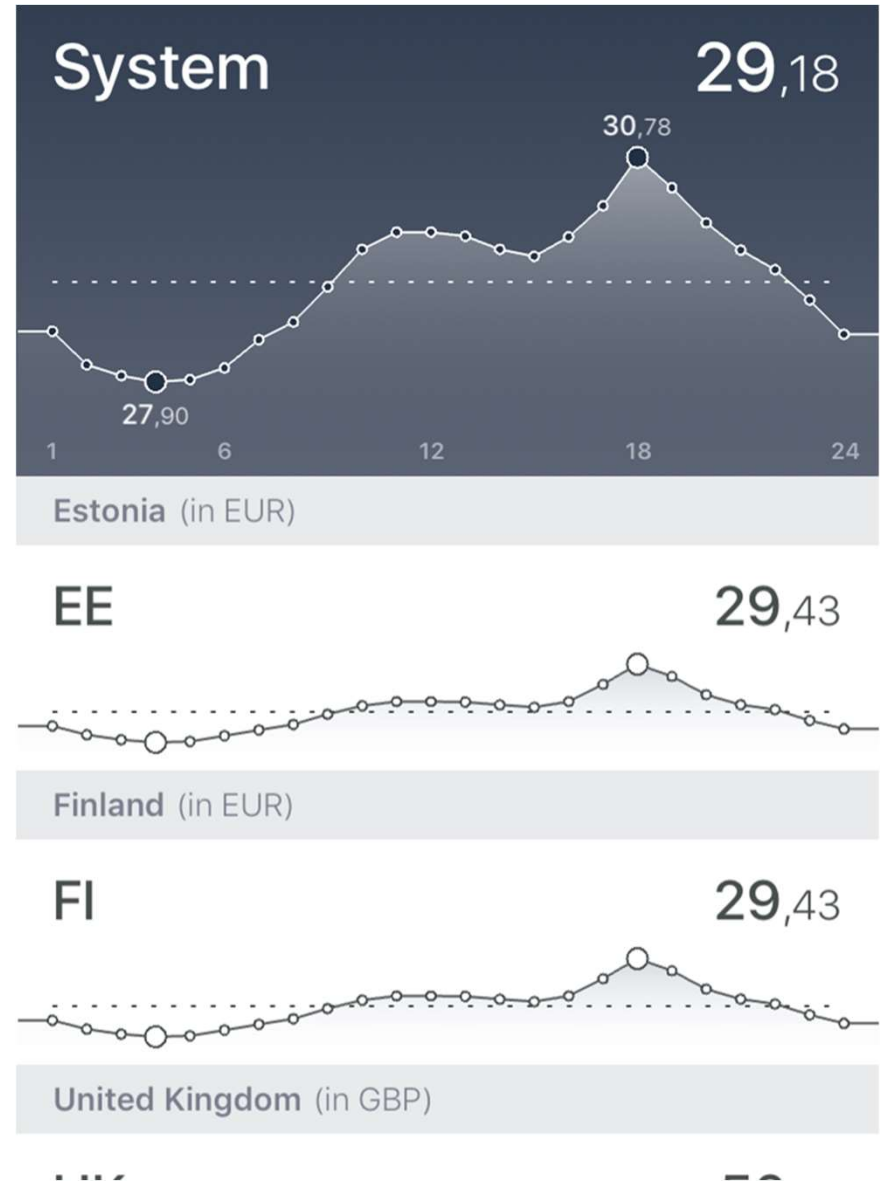 System 29,18
30,78
27,90
1 6 12 18 24
Estonia (in EUR)
EE 29,43
Finland (in EUR)
FI 29,43
United Kingdom (in GBP)